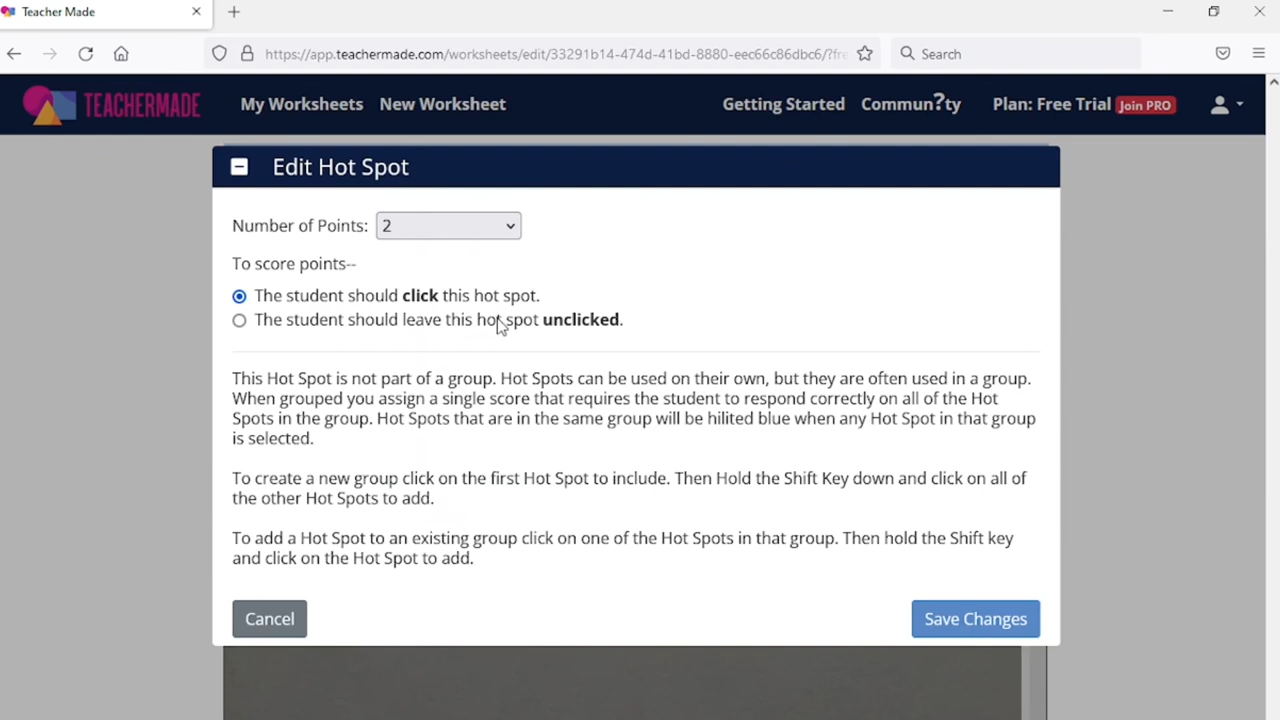 Teacher Made
https://app.teachermade.com/worksheets/edit/33291b14-474d-41bd-8880-eec66c86dbc6/?fre
Search
TEACHERMADE
My Worksheets New Worksheet Getting Started Commun?ty Plan: Free Trial Join PRO
Edit Hot Spot
Number of Points: 2
To score points--
The student should click this hot spot.
The student should leave this hot spot unclicked.
This Hot Spot is not part of a group. Hot Spots can be used on their own, but they are often used in a group.
When grouped you assign a single score that requires the student to respond correctly on all of the Hot
Spots in the group. Hot Spots that are in the same group will be hilited blue when any Hot Spot in that group
is selected.
To create a new group click on the first Hot Spot to include. Then Hold the Shift Key down and click on all of
the other Hot Spots to add.
To add a Hot Spot to an existing group click on one of the Hot Spots in that group. Then hold the Shift key
and click on the Hot Spot to add.
Cancel Save Changes